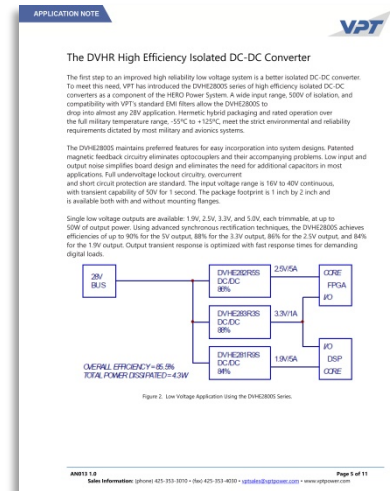 APPLICATION NOTE
VPT
The DVHR High Efficiency Isolated DC-DC Converter
The first step to an improved high reliability low voltage system is a better isolated DC-DC converter.
To meet this need, VPT has introduced the DVHE2800S series of high efficiency isolated DC-DC
converters as a component of the HERO Power System. A wide input range, 500V of isolation, and
compatibility with VPT's standard EMI filters allow the DVHE2800S to
drop into almost any 28V application. Hermetic hybrid packaging and rated operation over
the full military temperature range, -55°C to +125°C, meet the strict environmental and reliability
requirements dictated by most military and avionics systems.
The DVHE2800S maintains preferred features for easy incorporation into system designs. Patented
magnetic feedback circuitry eliminates optocouplers and their accompanying problems. Low input and
output noise simplifies board design and eliminates the need for additional capacitors in most
applications. Full undervoltage lockout circuitry, overcurrent
and short circuit protection are standard. The input voltage range is 16V to 40V continuous,
with transient capability of 50V for 1 second. The package footprint is 1 inch by 2 inch and
is available both with and without mounting flanges.
Single low voltage outputs are available: 1.9V, 2.5V, 3.3V, and 5.0V, each trimmable, at up to
50W of output power. Using advanced synchronous rectification techniques, the DVHE2800S achieves
efficiencies of up to 90% for the 5V output, 88% for the 3.3V output, 86% for the 2.5V output, and 84%
for the 1.9V output. Output transient response is optimized with fast response times for demanding
digital loads.
28V
BUS
DVHE282R5S
DC/DC
86%
2.5V/5A
CORE
FPGA
I/O
DVHE283R3S
DC/DC
88%
3.3V/1A
DVHE281R9S
DC/DC
84%
1.9V/5A
I/O
DSP
CORE
OVERALL EFFICIENCY = 85.5%
TOTAL POWER DISSIPATED = 4.3W
Figure 2. Low Voltage Application Using the DVHE2800S Series.
AN013 1.0 Page 5 of 11
Sales Information: (phone) 425-353-3010 • (fax) 425-353-4030 • vptsales@vptpower.com • www.vptpower.com